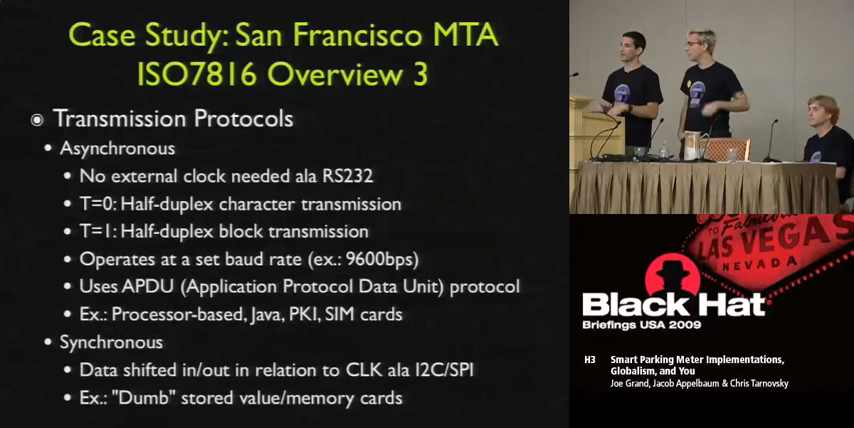 Case Study: San Francisco MTA
ISO7816 Overview 3
Transmission Protocols
• Asynchronous
• No external clock needed ala RS232
• T=0: Half-duplex character transmission
• T=1: Half-duplex block transmission
• Operates at a set baud rate (ex.: 9600bps)
• Uses APDU (Application Protocol Data Unit) protocol
• Ex.: Processor-based, Java, PKI, SIM cards
• Synchronous
• Data shifted in/out in relation to CLK ala I2C/SPI
• Ex.: "Dumb" stored value/memory cards
TO Fabulous
LAS VEGAS
NEVADA
Black Hat
Briefings USA 2009
H3 Smart Parking Meter Implementations,
Globalism, and You
Joe Grand, Jacob Appelbaum & Chris Tarnovsky